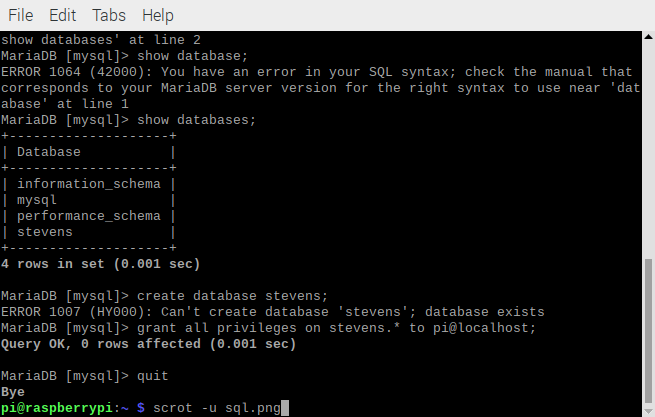 File Edit Tabs Help
show databases' at line 2
MariaDB [mysql]> show database;
ERROR 1064 (42000): You have an error in your SQL syntax; check the manual that
corresponds to your MariaDB server version for the right syntax to use near 'dat
abase' at line 1
MariaDB [mysql]> show databases;
+--------------------+
| Database           |
+--------------------+
| information_schema |
| mysql              |
| performance_schema |
| stevens            |
+--------------------+
4 rows in set (0.001 sec)
MariaDB [mysql]> create database stevens;
ERROR 1007 (HY000): Can't create database 'stevens'; database exists
MariaDB [mysql]> grant all privileges on stevens.* to pi@localhost;
Query OK, 0 rows affected (0.001 sec)
MariaDB [mysql]> quit
Bye
pi@raspberrypi:~ $ scrot -u sql.png